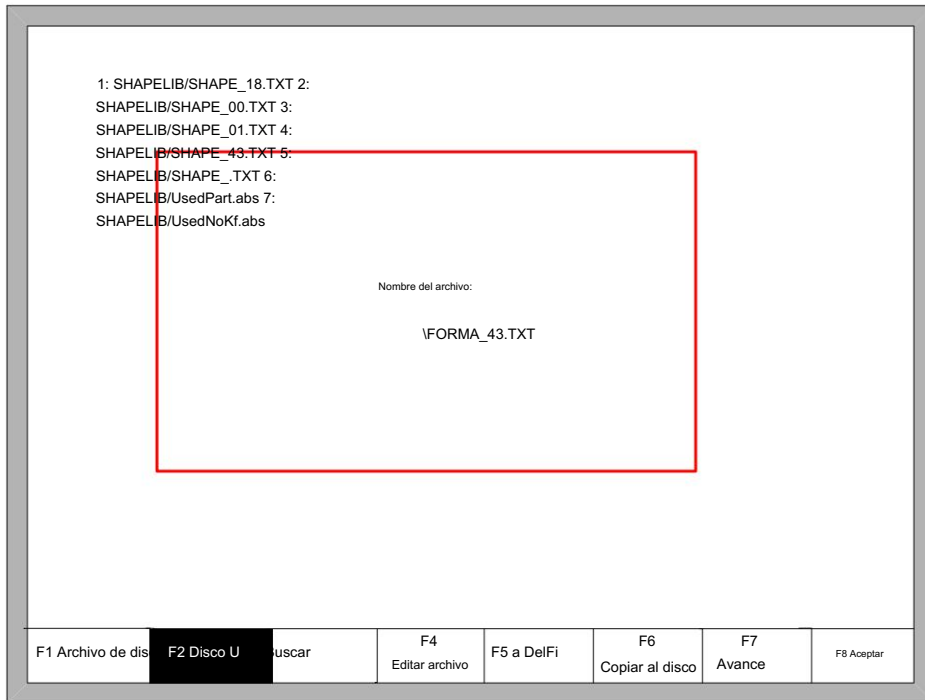 1: SHAPELIB/SHAPE_18.TXT 2:
SHAPELIB/SHAPE_00.TXT 3:
SHAPELIB/SHAPE_01.TXT 4:
SHAPELIB/SHAPE_43.TXT 5:
SHAPELIB/SHAPE_.TXT 6:
SHAPELIB/UsedPart.abs 7:
SHAPELIB/UsedNoKf.abs
Nombre del archivo:
\FORMA_43.TXT
F1 Archivo de dis
F2 Disco U
uscar
F4
Editar archivo
F5 a DelFi
F6
Copiar al disco
F7
Avance
F8 Aceptar